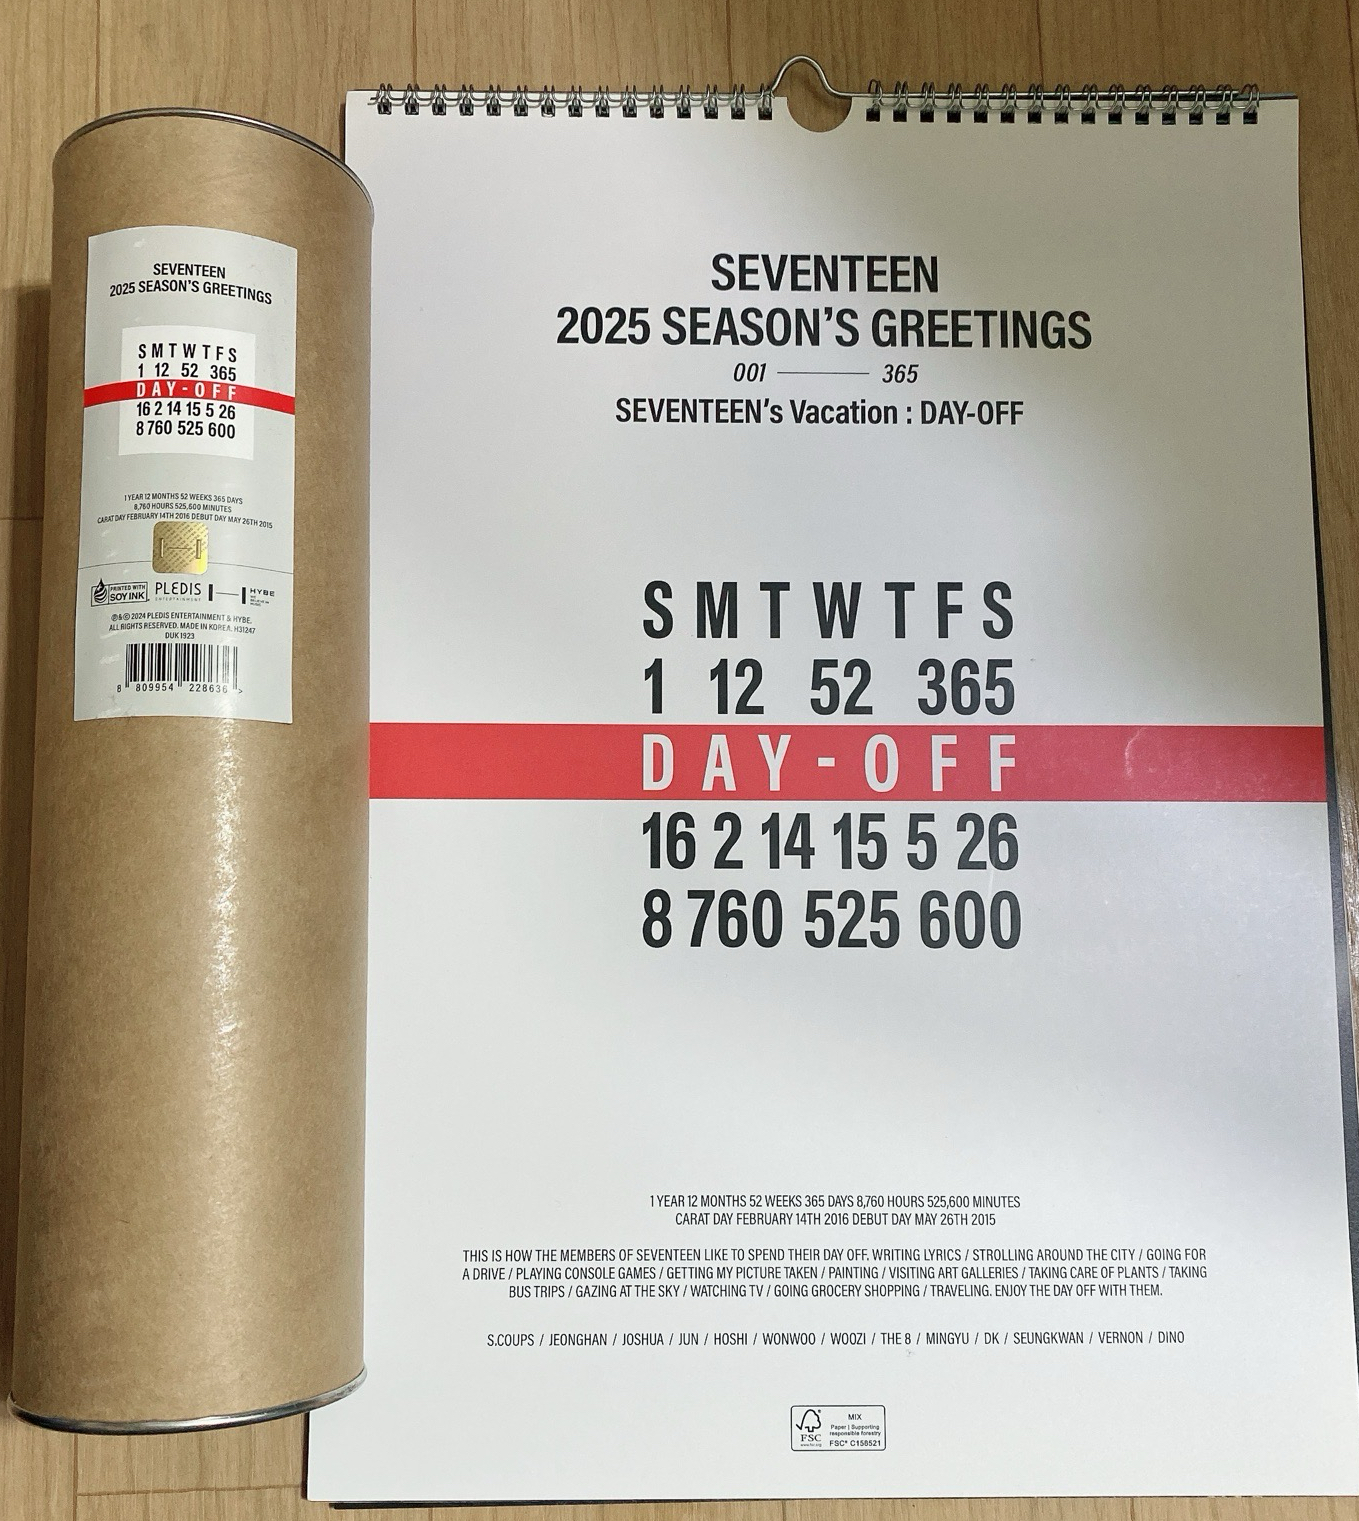 SEVENTEEN
2025 SEASON'S GREETINGS
S M T W T F S
1 12 52 365
DAY-OFF
16 2 14 15 5 26
8 760 525 600
1 YEAR 12 MONTHS 52 WEEKS 365 DAYS
8,760 HOURS 525,600 MINUTES
CARAT DAY FEBRUARY 14TH 2016 DEBUT DAY MAY 26TH 2015
PRINTED WITH
SOY INK
PLEDIS
ENTERTAINMENT
HYBE
WE
BELIEVE IN
MUSIC
℗&© 2024 PLEDIS ENTERTAINMENT & HYBE.
ALL RIGHTS RESERVED. MADE IN KOREA. H31247
DUK 1923
8 809954 228636 >
SEVENTEEN
2025 SEASON'S GREETINGS
001 ——— 365
SEVENTEEN's Vacation : DAY-OFF
S M T W T F S
1 12 52 365
DAY-OFF
16 2 14 15 5 26
8 760 525 600
1 YEAR 12 MONTHS 52 WEEKS 365 DAYS 8,760 HOURS 525,600 MINUTES
CARAT DAY FEBRUARY 14TH 2016 DEBUT DAY MAY 26TH 2015
THIS IS HOW THE MEMBERS OF SEVENTEEN LIKE TO SPEND THEIR DAY OFF. WRITING LYRICS / STROLLING AROUND THE CITY / GOING FOR
A DRIVE / PLAYING CONSOLE GAMES / GETTING MY PICTURE TAKEN / PAINTING / VISITING ART GALLERIES / TAKING CARE OF PLANTS / TAKING
BUS TRIPS / GAZING AT THE SKY / WATCHING TV / GOING GROCERY SHOPPING / TRAVELING. ENJOY THE DAY OFF WITH THEM.
S.COUPS / JEONGHAN / JOSHUA / JUN / HOSHI / WONWOO / WOOZI / THE 8 / MINGYU / DK / SEUNGKWAN / VERNON / DINO
FSC
www.fsc.org
MIX
Paper | Supporting
responsible forestry
FSC® C158521